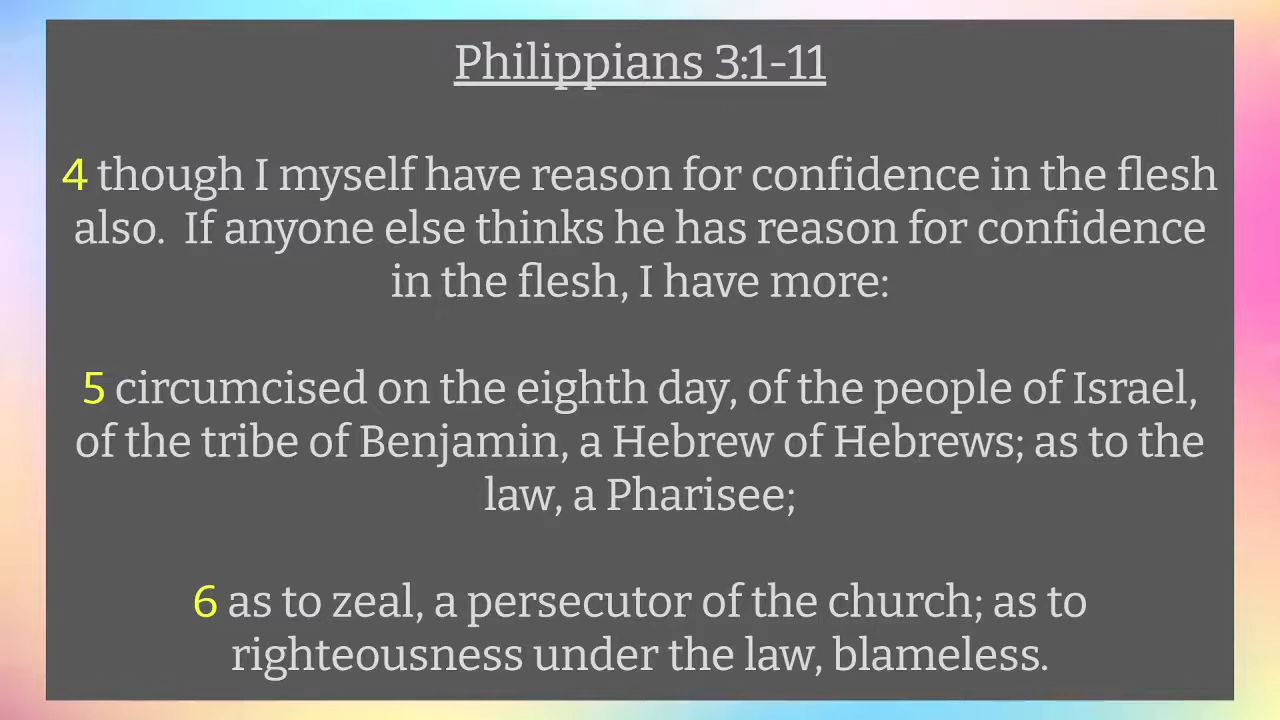 Philippians 3:1-11
4 though I myself have reason for confidence in the flesh
also.  If anyone else thinks he has reason for confidence
in the flesh, I have more:
5 circumcised on the eighth day, of the people of Israel,
of the tribe of Benjamin, a Hebrew of Hebrews; as to the
law, a Pharisee;
6 as to zeal, a persecutor of the church; as to
righteousness under the law, blameless.